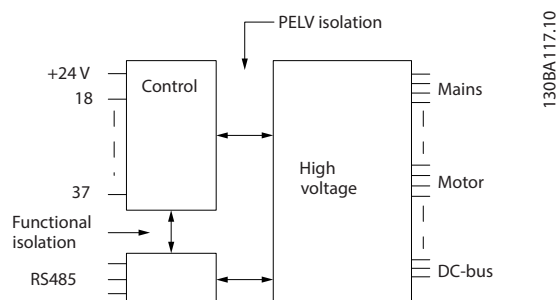 PELV isolation
130BA117.10
+24 V
Control
Mains
18
High
voltage
Motor
37
Functional
isolation
DC-bus
RS485